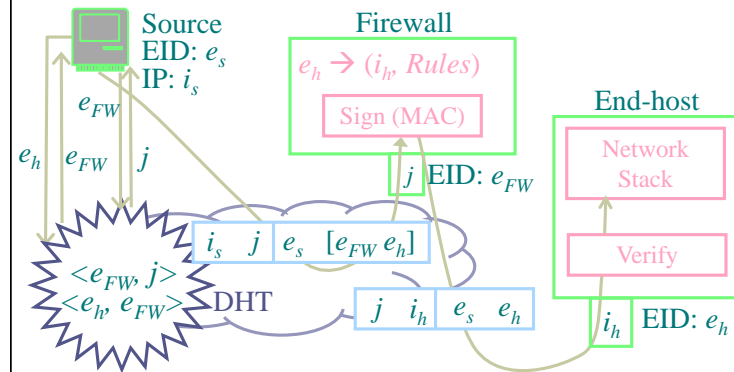 Source
EID: e_s
IP: i_s
Firewall
e_h → (i_h, Rules)
Sign (MAC)
End-host
Network
Stack
Verify
e_FW
e_h
e_FW
j
j
EID: e_FW
i_s j e_s [e_FW e_h]
<e_FW, j>
<e_h, e_FW>
DHT
j i_h e_s e_h
i_h
EID: e_h